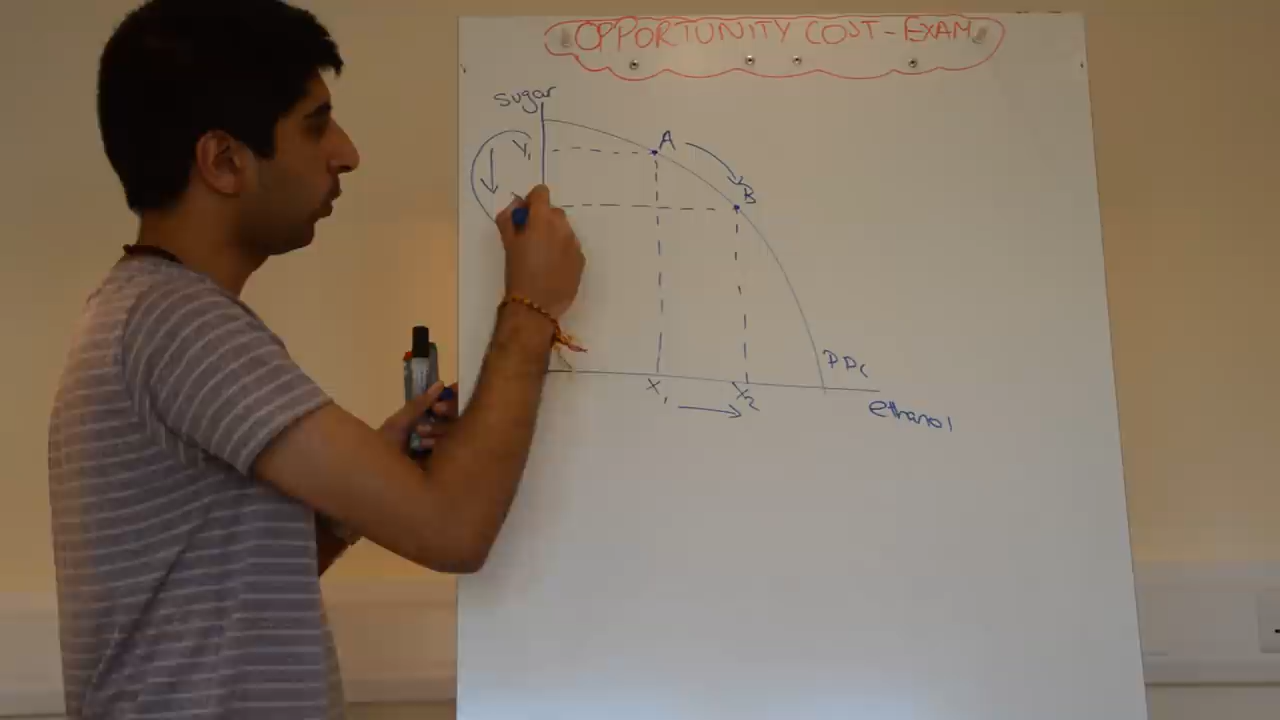 OPPORTUNITY COST - EXAM
sugar
Y1
A
B
PPC
X1
X2
ethanol